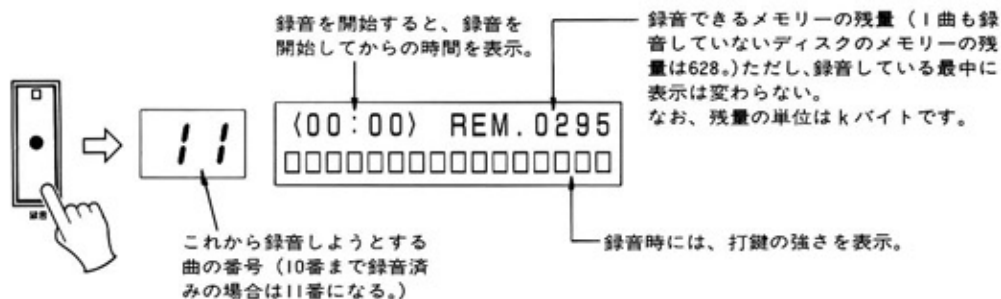 録音を開始すると、録音を
開始してからの時間を表示。
録音できるメモリーの残量（1曲も録
音していないディスクのメモリーの残
量は628。）ただし、録音している最中に
表示は変わらない。
なお、残量の単位はkバイトです。
録音
11
(00:00) REM.0295
これから録音しようとする
曲の番号（10番まで録音済
みの場合は11番になる。）
録音時には、打鍵の強さを表示。